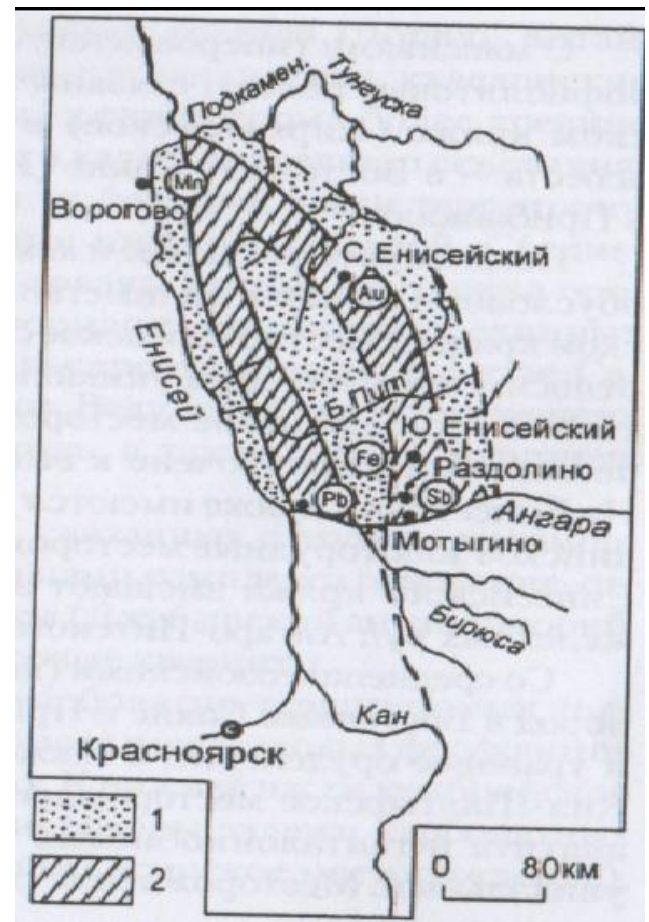 Подкамен.
Тунгуска
Mn
Ворогово
С.Енисейский
Au
Енисей
Б. Пит
Ю.Енисейский
Fe
Раздолино
Pb
Sb
Ангара
Мотыгино
Бирюса
Кан
Красноярск
1
2
0 80км